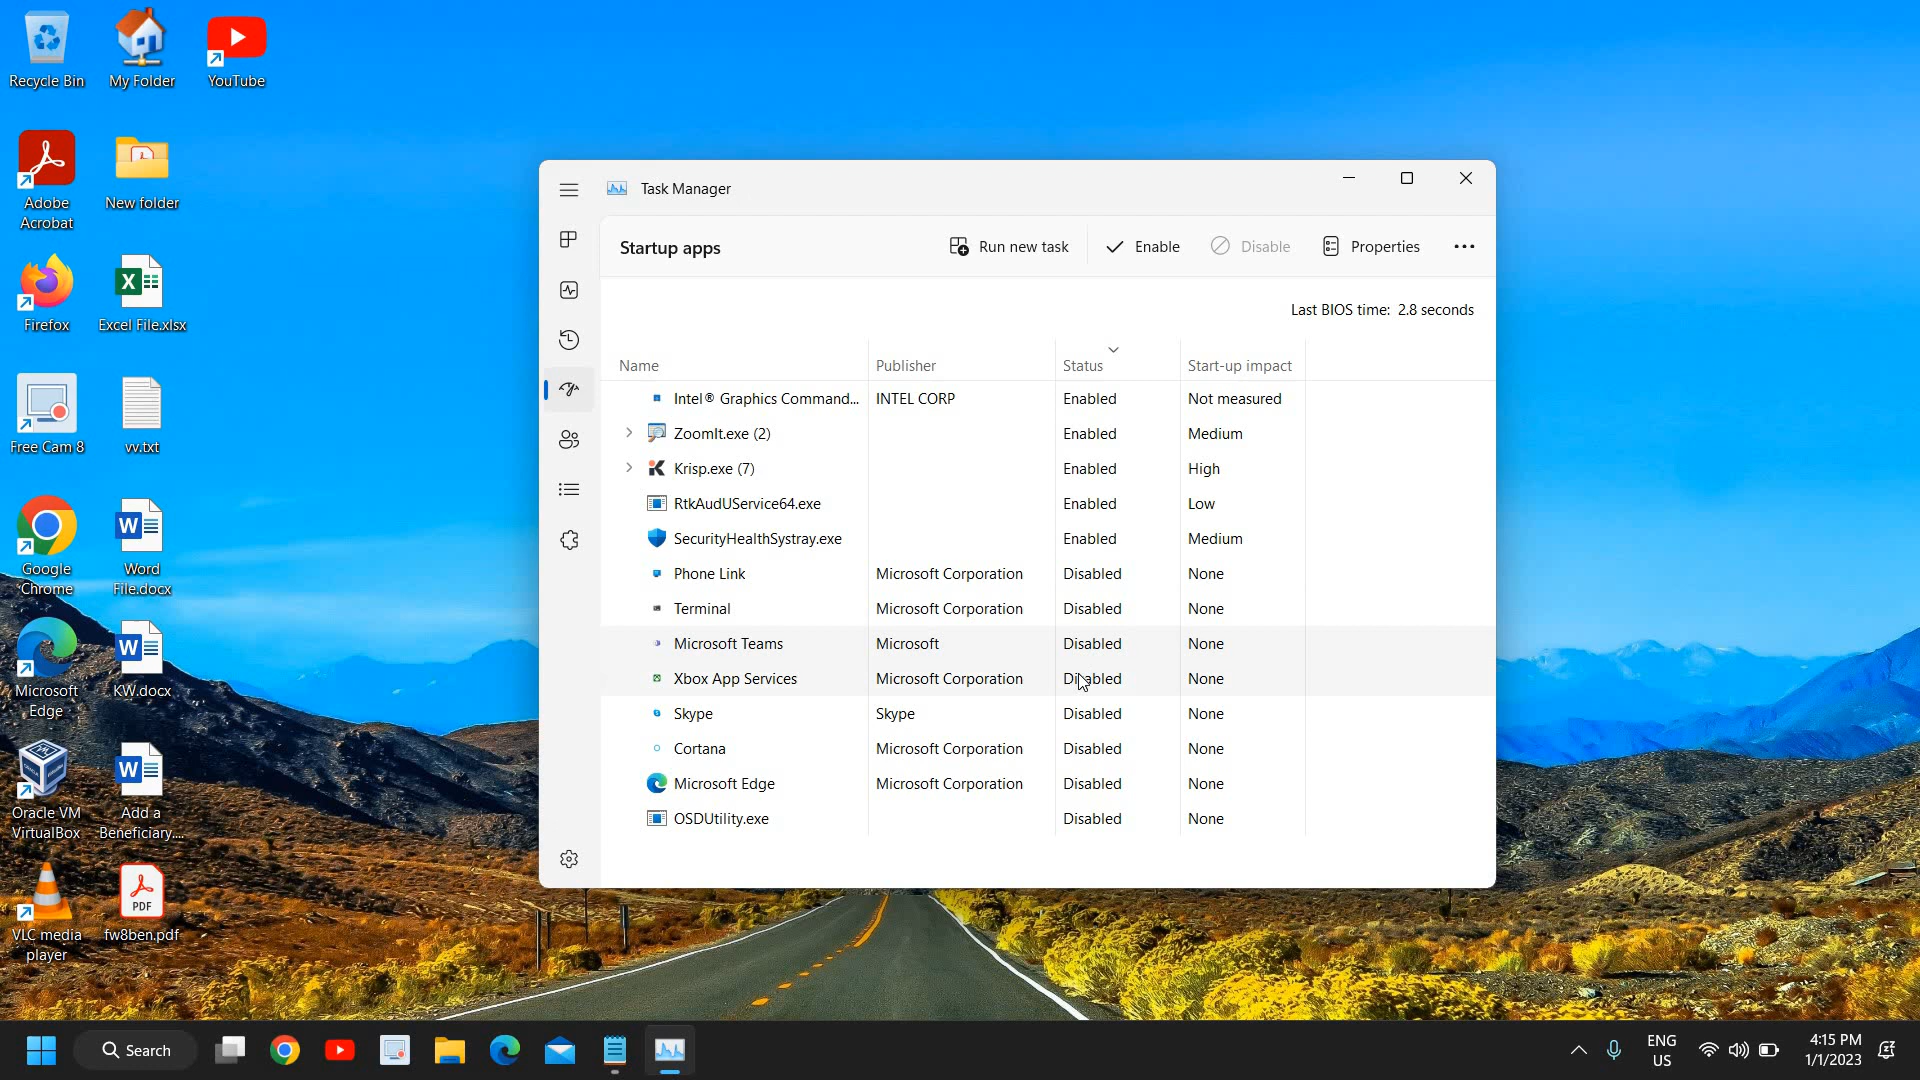 Recycle Bin
My Folder
YouTube
Adobe
Acrobat
New folder
Firefox
Excel File.xlsx
Free Cam 8
vv.txt
Google
Chrome
Word
File.docx
Microsoft
Edge
KW.docx
Oracle VM
VirtualBox
Add a
Beneficiary....
VLC media
player
PDF
fw8ben.pdf
Task Manager
Startup apps
Run new task
Enable
Disable
Properties
Last BIOS time: 2.8 seconds
Name Publisher Status Start-up impact
Intel® Graphics Command... INTEL CORP Enabled Not measured
ZoomIt.exe (2) Enabled Medium
Krisp.exe (7) Enabled High
RtkAudUService64.exe Enabled Low
SecurityHealthSystray.exe Enabled Medium
Phone Link Microsoft Corporation Disabled None
Terminal Microsoft Corporation Disabled None
Microsoft Teams Microsoft Disabled None
Xbox App Services Microsoft Corporation Disabled None
Skype Skype Disabled None
Cortana Microsoft Corporation Disabled None
Microsoft Edge Microsoft Corporation Disabled None
OSDUtility.exe Disabled None
Search
ENG
US
4:15 PM
1/1/2023